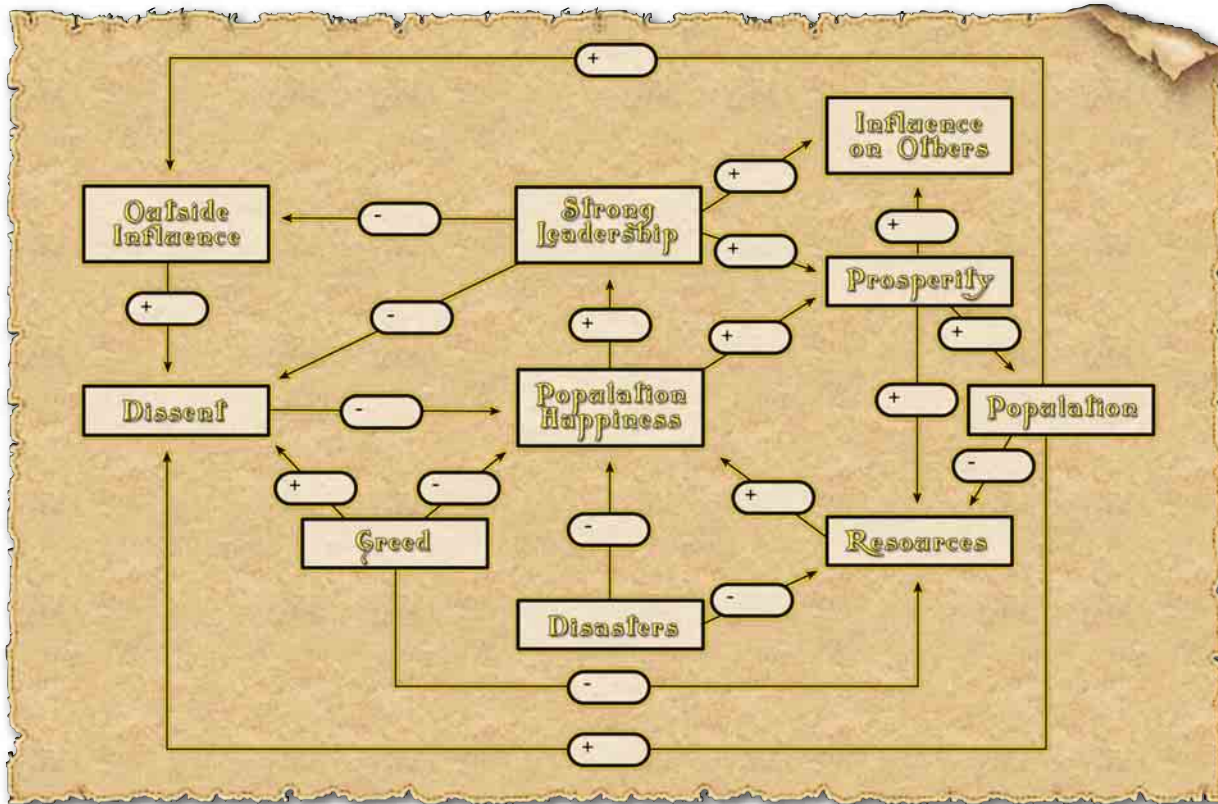 +
Influence
on Others
+
Outside
Influence
-
Strong
Leadership
+
+
Prosperity
+
-
+
+
+
Dissent
-
Population
Happiness
+
Population
-
+
-
+
Greed
-
Resources
Disasters
-
-
+